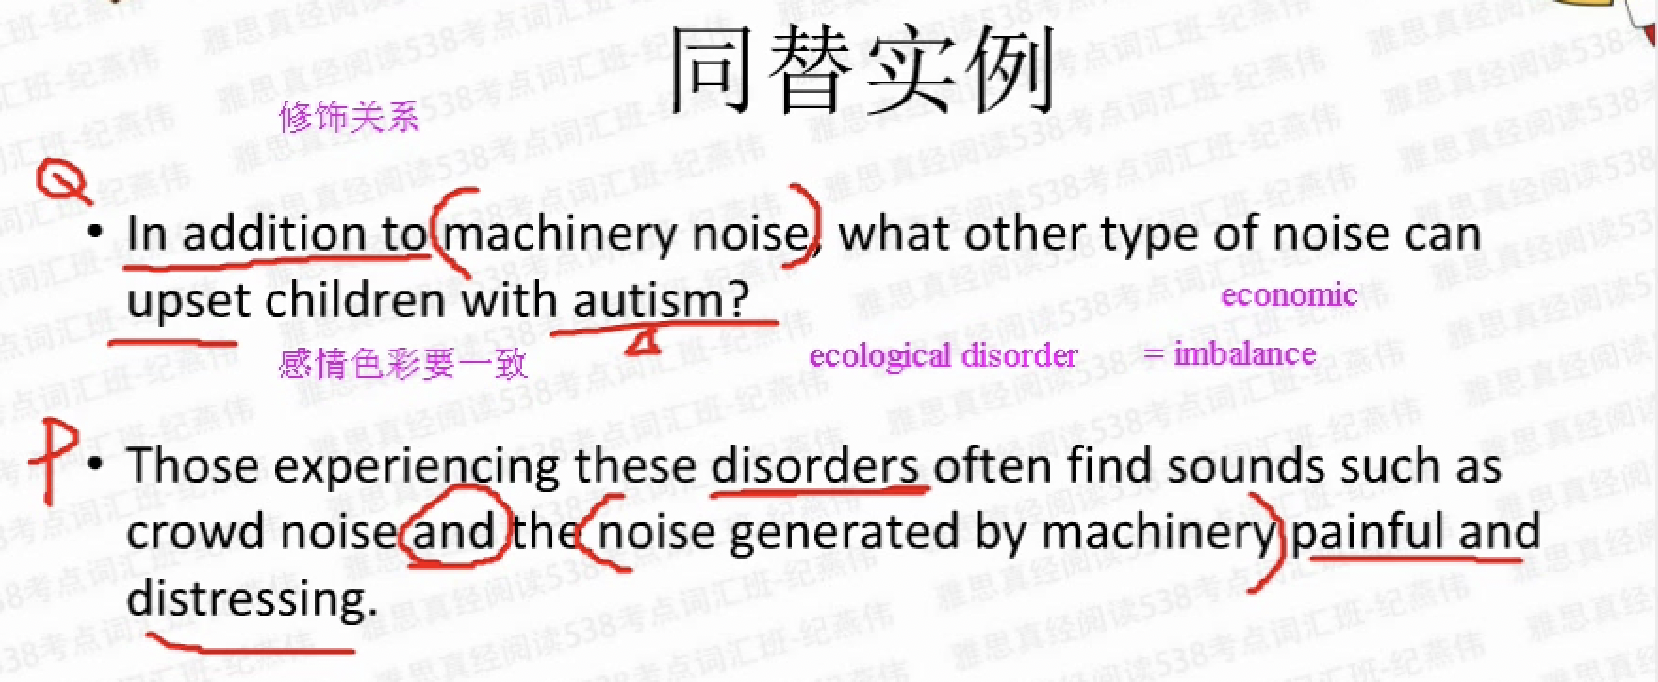 同替实例
修饰关系
Q
• In addition to (machinery noise), what other type of noise can
upset children with autism?
economic
感情色彩要一致
ecological disorder = imbalance
P
• Those experiencing these disorders often find sounds such as
crowd noise and the (noise generated by machinery) painful and
distressing.
雅思真经阅读538考点词汇班-纪燕伟